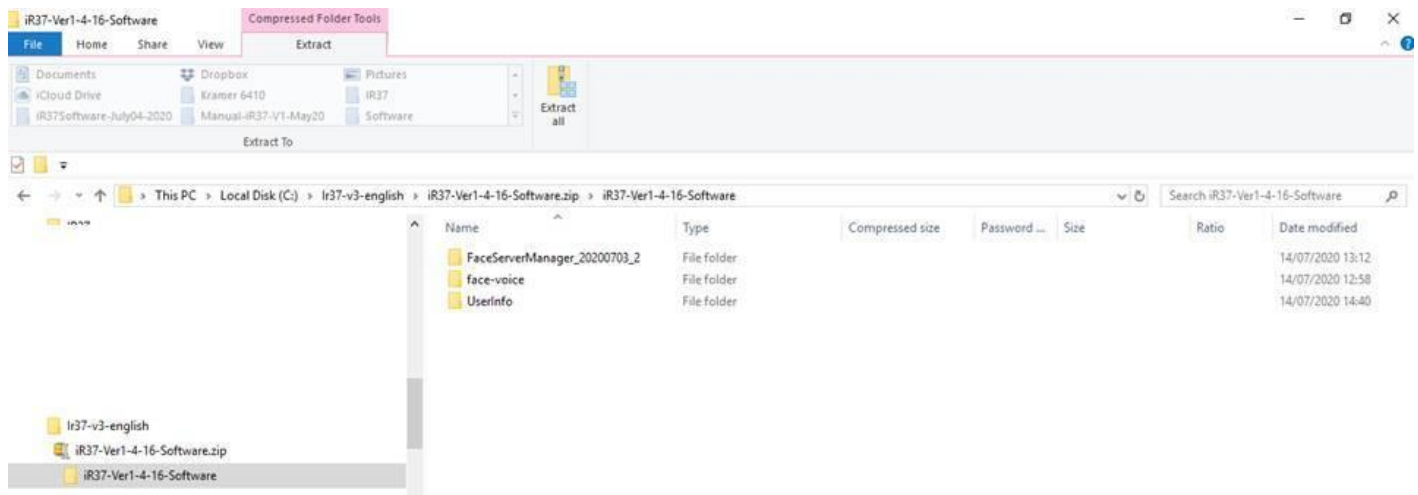 iR37-Ver1-4-16-Software Compressed Folder Tools
File Home Share View Extract
Documents Dropbox Pictures
iCloud Drive Kramer 6410 IR37
iR37Software-July04-2020 Manual-iR37-V1-May20 Software
Extract all
Extract To
This PC > Local Disk (C:) > Ir37-v3-english > iR37-Ver1-4-16-Software.zip > iR37-Ver1-4-16-Software Search iR37-Ver1-4-16-Software
Name Type Compressed size Password ... Size Ratio Date modified
FaceServerManager_20200703_2 File folder 14/07/2020 13:12
face-voice File folder 14/07/2020 12:58
UserInfo File folder 14/07/2020 14:40
Ir37-v3-english
iR37-Ver1-4-16-Software.zip
iR37-Ver1-4-16-Software